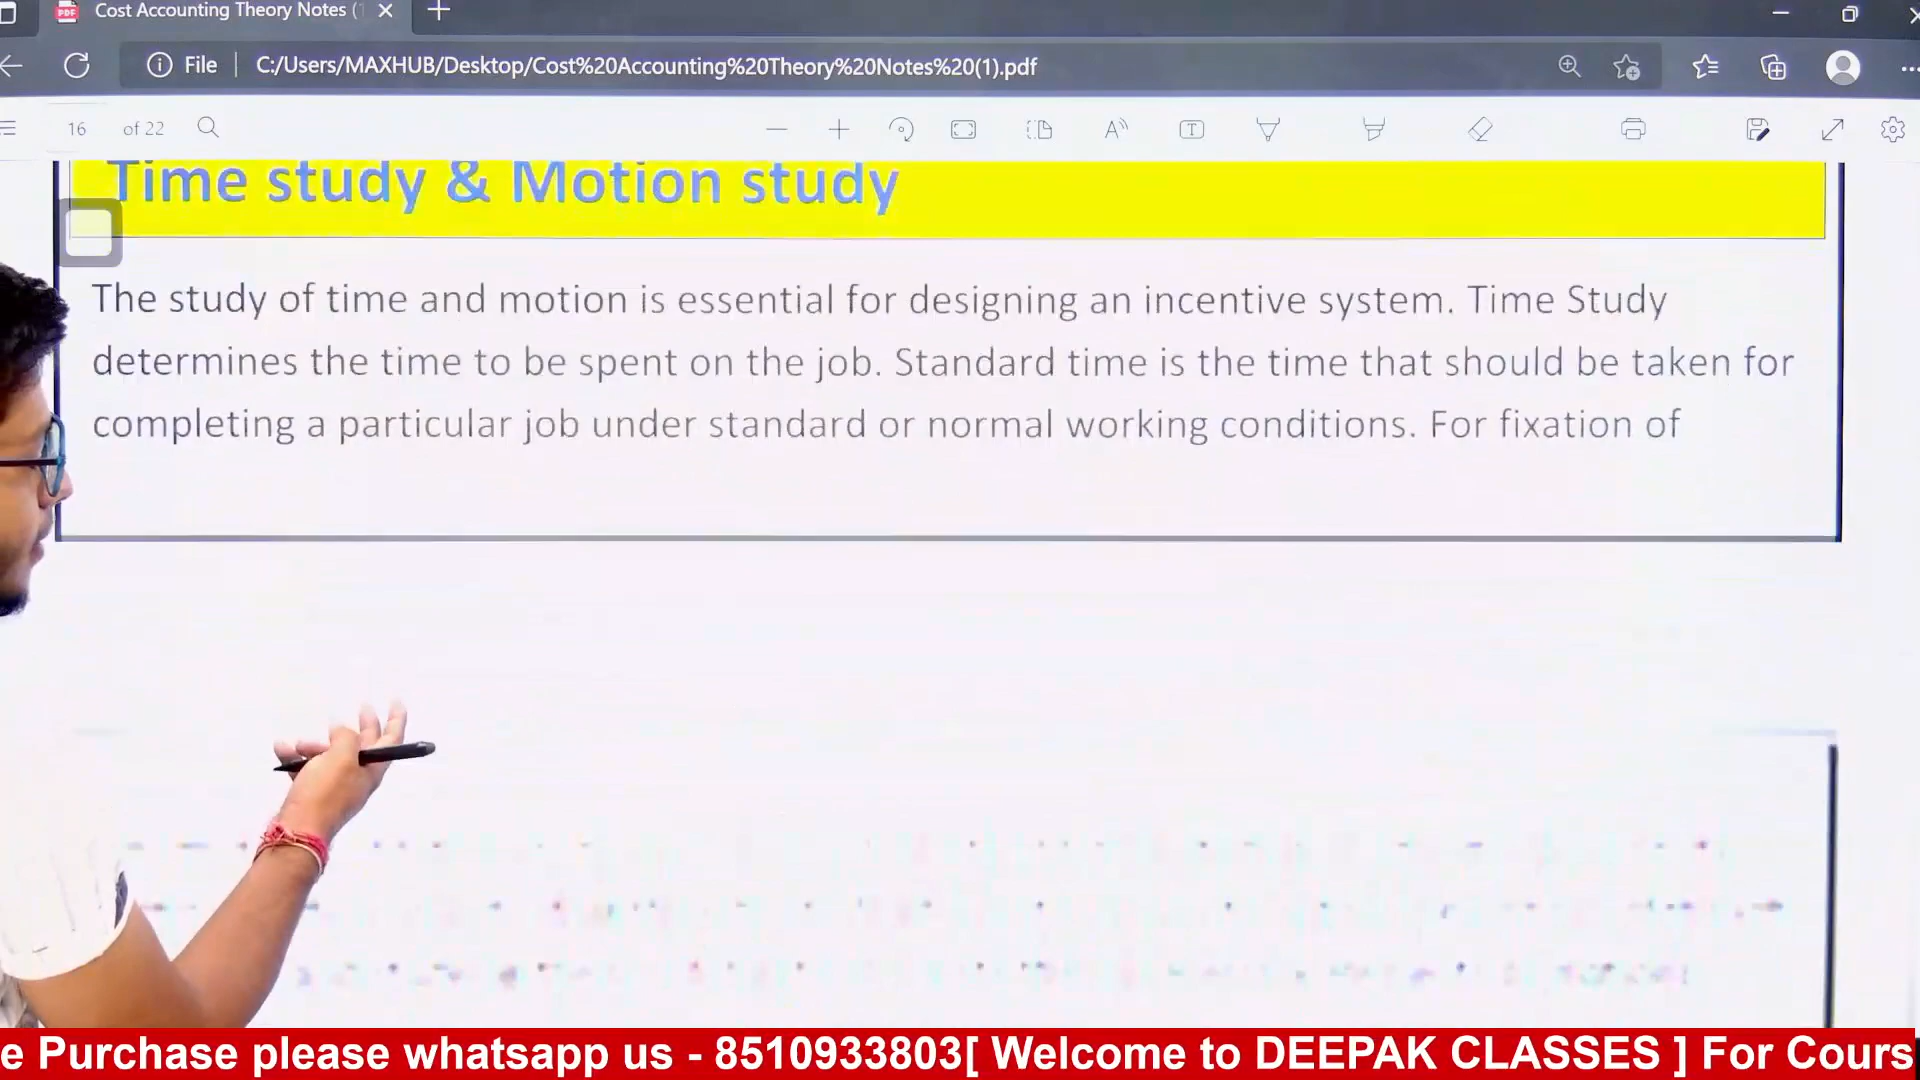 Cost Accounting Theory Notes (
File
C:/Users/MAXHUB/Desktop/Cost%20Accounting%20Theory%20Notes%20(1).pdf
16 of 22
Time study & Motion study
The study of time and motion is essential for designing an incentive system. Time Study
determines the time to be spent on the job. Standard time is the time that should be taken for
completing a particular job under standard or normal working conditions. For fixation of
e Purchase please whatsapp us - 8510933803[ Welcome to DEEPAK CLASSES ] For Cours